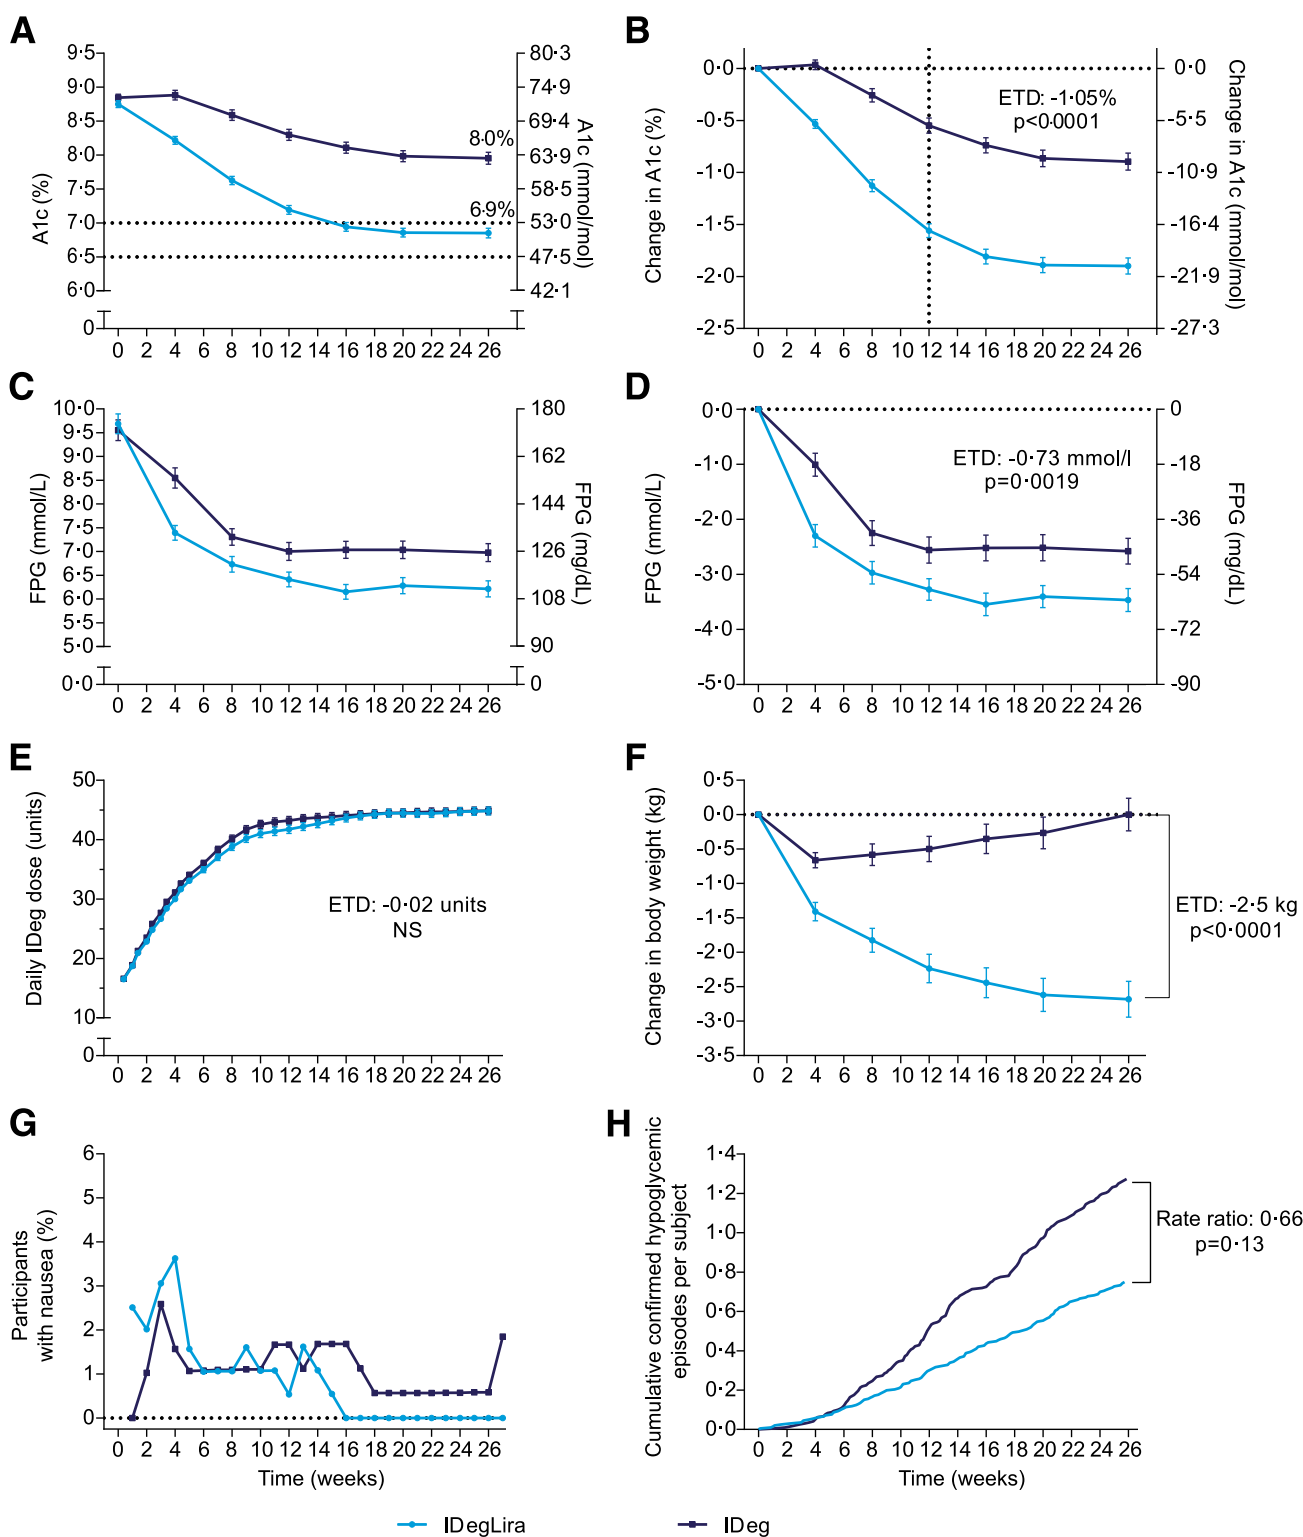 A
9·5
9·0
8·5
8·0
7·5
7·0
6·5
6·0
0
A1c (%)
80·3
74·9
69·4
63·9
58·5
53·0
47·5
42·1
A1c (mmol/mol)
8·0%
6·9%
0 2 4 6 8 10 12 14 16 18 20 22 24 26
B
0·0
-0·5
-1·0
-1·5
-2·0
-2·5
Change in A1c (%)
ETD: -1·05%
p<0·0001
0·0
-5·5
-10·9
-16·4
-21·9
-27·3
Change in A1c (mmol/mol)
0 2 4 6 8 10 12 14 16 18 20 22 24 26
C
10·0
9·5
9·0
8·5
8·0
7·5
7·0
6·5
6·0
5·5
5·0
0·0
FPG (mmol/L)
180
162
144
126
108
90
0
FPG (mg/dL)
0 2 4 6 8 10 12 14 16 18 20 22 24 26
D
0·0
-1·0
-2·0
-3·0
-4·0
-5·0
FPG (mmol/L)
ETD: -0·73 mmol/l
p=0·0019
0
-18
-36
-54
-72
-90
FPG (mg/dL)
0 2 4 6 8 10 12 14 16 18 20 22 24 26
E
50
40
30
20
10
0
Daily IDeg dose (units)
ETD: -0·02 units
NS
0 2 4 6 8 10 12 14 16 18 20 22 24 26
F
0·5
0·0
-0·5
-1·0
-1·5
-2·0
-2·5
-3·0
-3·5
Change in body weight (kg)
ETD: -2·5 kg
p<0·0001
0 2 4 6 8 10 12 14 16 18 20 22 24 26
G
6
5
4
3
2
1
0
Participants
with nausea (%)
0 2 4 6 8 10 12 14 16 18 20 22 24 26
Time (weeks)
H
1·4
1·2
1·0
0·8
0·6
0·4
0·2
0·0
Cumulative confirmed hypoglycemic
episodes per subject
Rate ratio: 0·66
p=0·13
0 2 4 6 8 10 12 14 16 18 20 22 24 26
Time (weeks)
IDegLira
IDeg